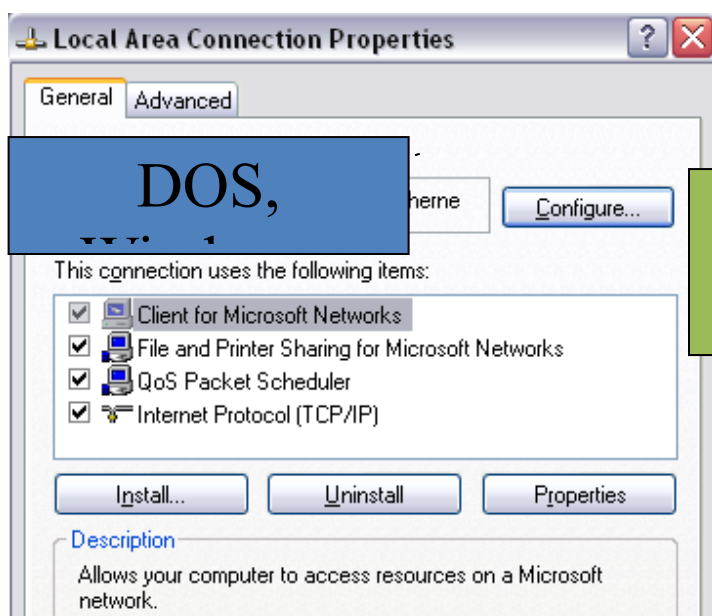 Local Area Connection Properties
General Advanced
DOS,
Configure...
This connection uses the following items:
Client for Microsoft Networks
File and Printer Sharing for Microsoft Networks
QoS Packet Scheduler
Internet Protocol (TCP/IP)
Install... Uninstall Properties
Description
Allows your computer to access resources on a Microsoft
network.